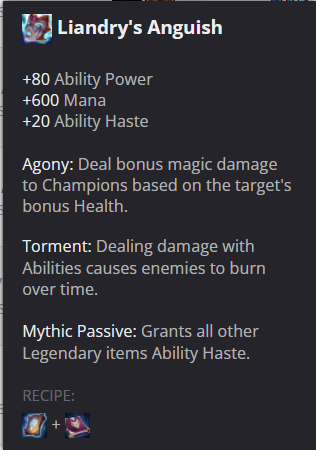 Liandry's Anguish
+80 Ability Power
+600 Mana
+20 Ability Haste
Agony: Deal bonus magic damage
to Champions based on the target's
bonus Health.
Torment: Dealing damage with
Abilities causes enemies to burn
over time.
Mythic Passive: Grants all other
Legendary items Ability Haste.
RECIPE:
+